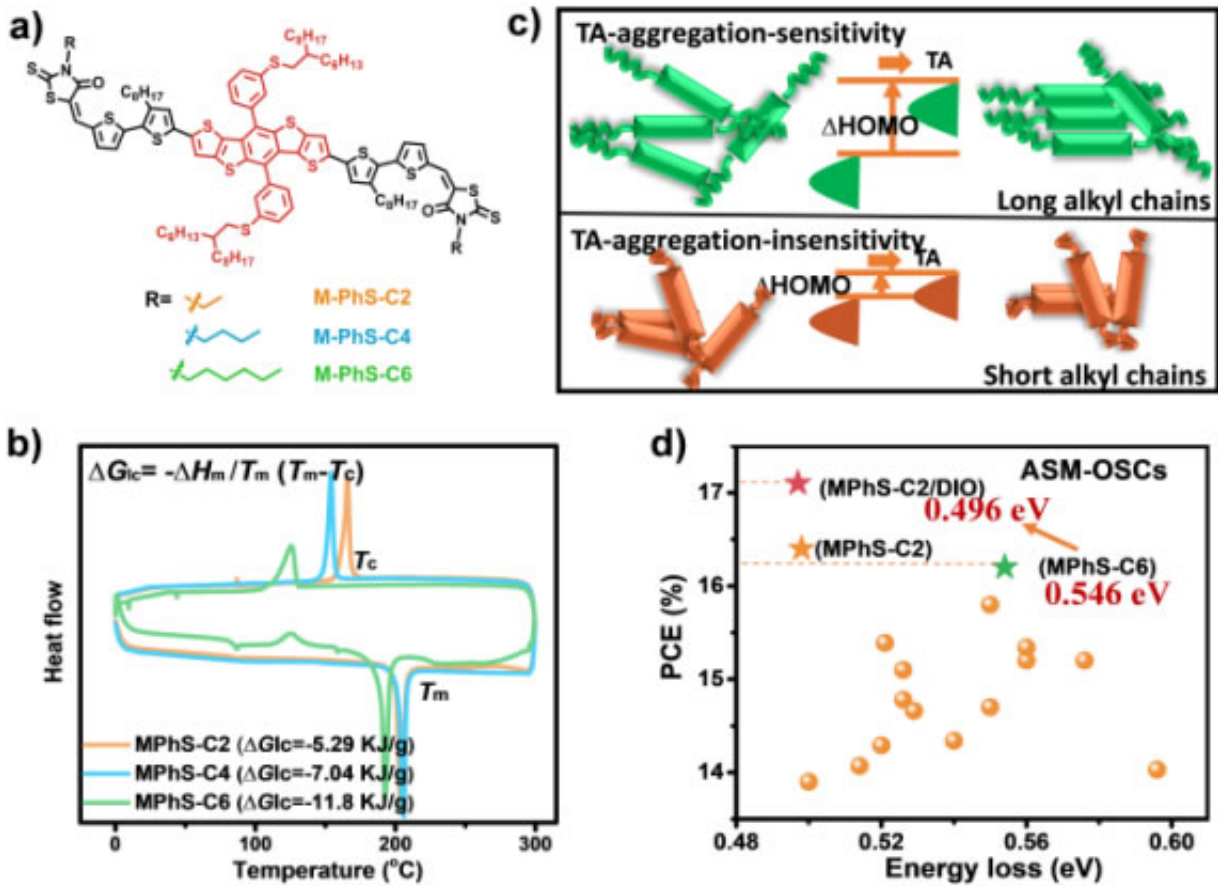 a)
R
N
S
O
S
S
C8H17
S
S
C8H17
S
C6H13
S
S
S
S
S
S
C8H17
S
O
S
N
S
R
C6H13
S
C8H17
R=
M-PhS-C2
M-PhS-C4
M-PhS-C6
c)
TA-aggregation-sensitivity
TA
ΔHOMO
Long alkyl chains
TA-aggregation-insensitivity
TA
ΔHOMO
Short alkyl chains
b)
ΔGlc= -ΔHm/Tm (Tm-Tc)
Tc
Tm
MPhS-C2 (ΔGlc=-5.29 KJ/g)
MPhS-C4 (ΔGlc=-7.04 KJ/g)
MPhS-C6 (ΔGlc=-11.8 KJ/g)
Heat flow
0 100 200 300
Temperature (°C)
d)
ASM-OSCs
(MPhS-C2/DIO)
0.496 eV
(MPhS-C2)
(MPhS-C6)
0.546 eV
PCE (%)
17
16
15
14
0.48 0.52 0.56 0.60
Energy loss (eV)